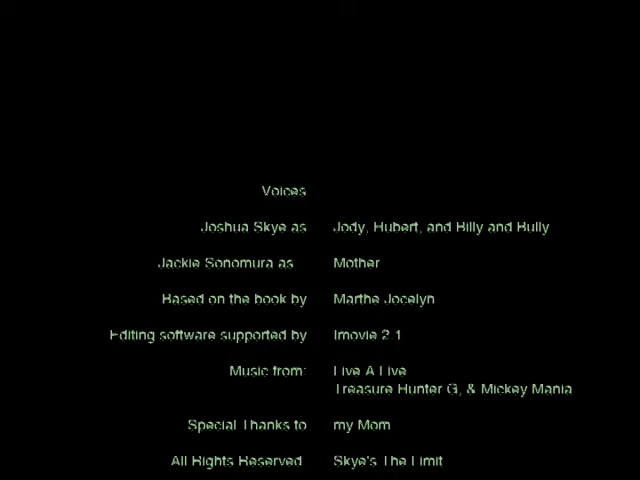 Voices
Joshua Skye as Jody, Hubert, and Billy and Bully
Jackie Sonomura as Mother
Based on the book by Marthe Jocelyn
Editing software supported by Imovie 2.1
Music from: Live A Live
Treasure Hunter G, & Mickey Mania
Special Thanks to my Mom
All Rights Reserved Skye's The Limit